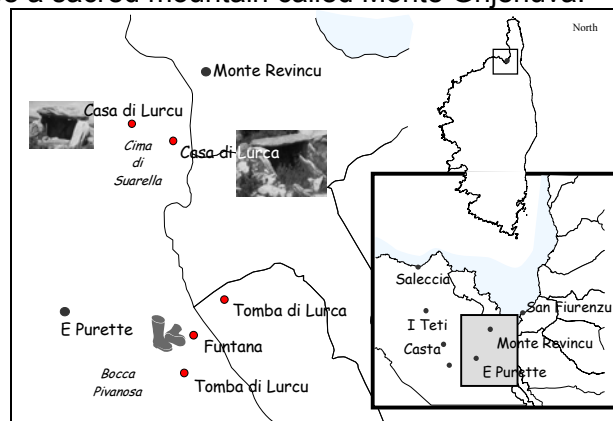 a sacred mountain called Monte
North
Monte Revincu
Casa di Lurcu
Casa di Lurca
Cima
di
Suarella
Saleccia
San Fiurenzu
I Teti
Monte Revincu
Casta
E Purette
Tomba di Lurca
E Purette
Funtana
Bocca
Pivanosa
Tomba di Lurcu